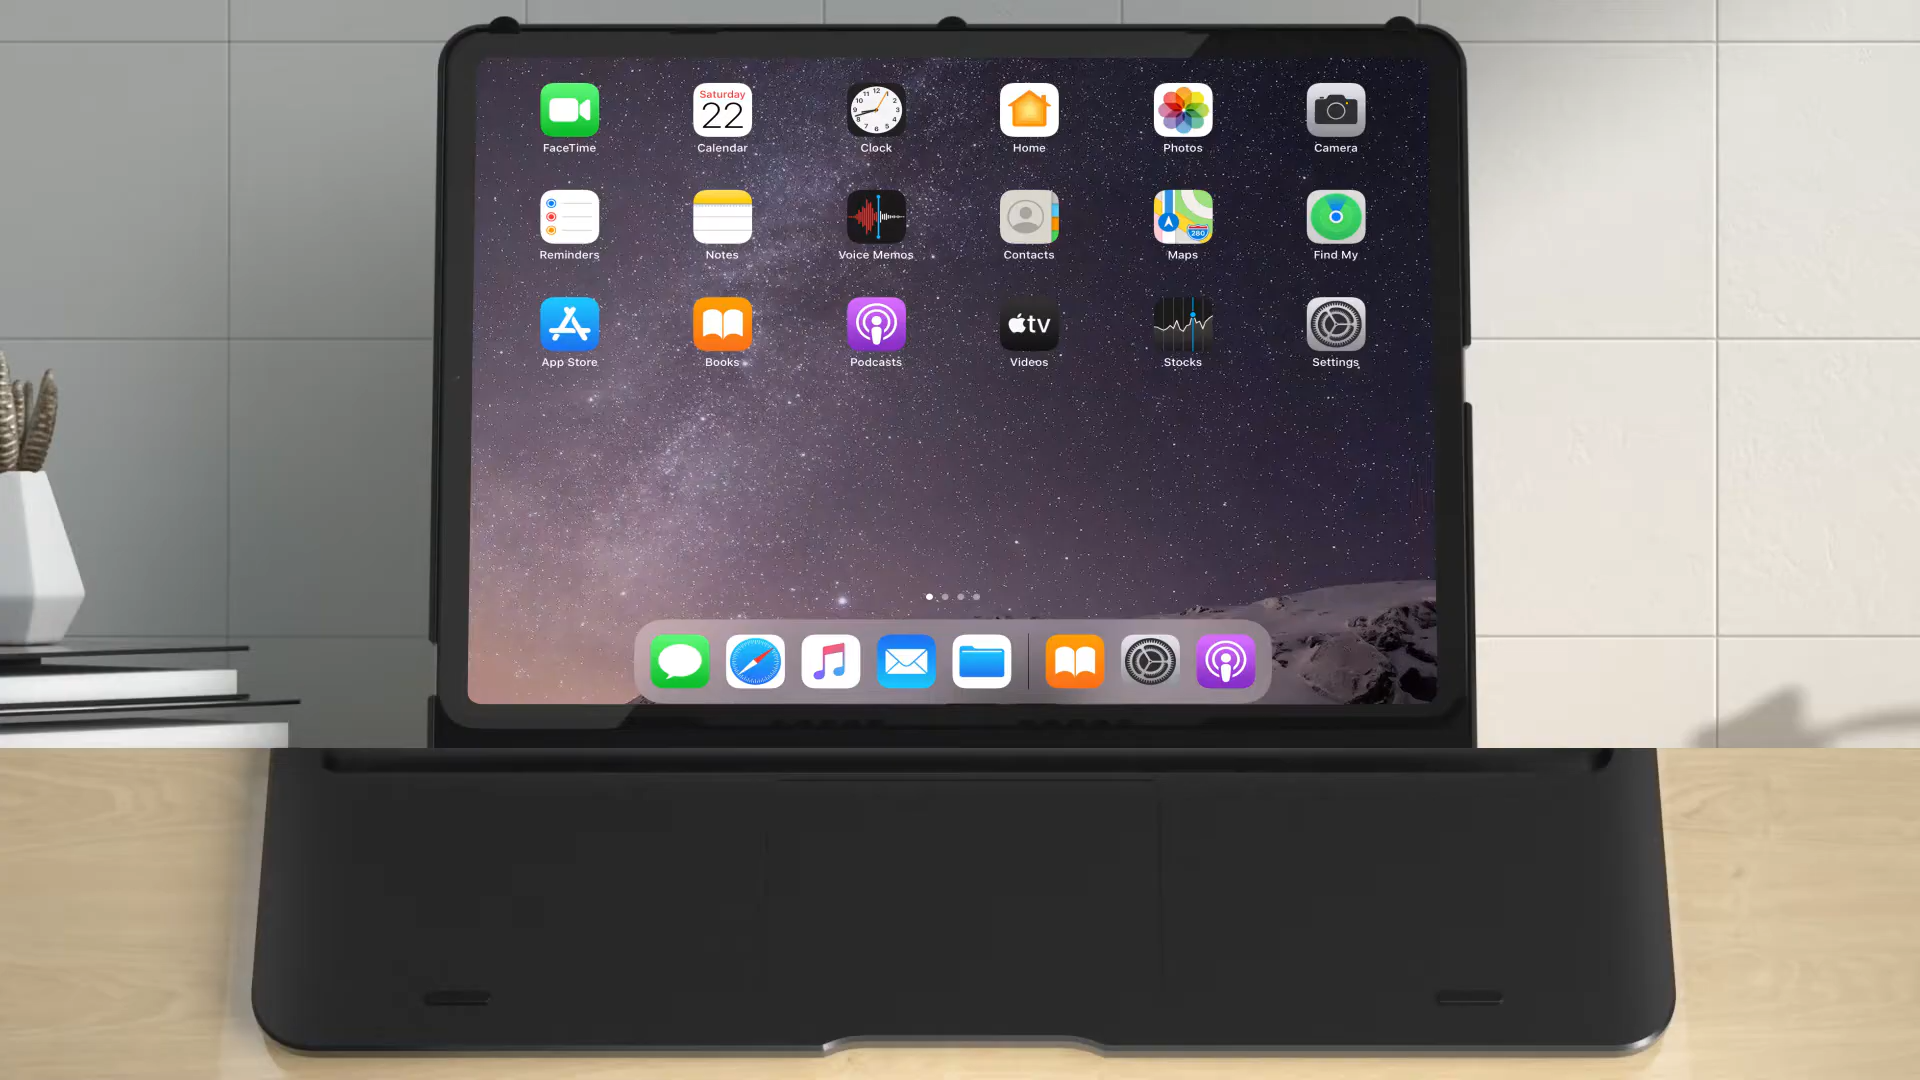 Saturday
22
FaceTime
Calendar
Clock
Home
Photos
Camera
Reminders
Notes
Voice Memos
Contacts
Maps
Find My
280
App Store
Books
Podcasts
tv
Videos
Stocks
Settings